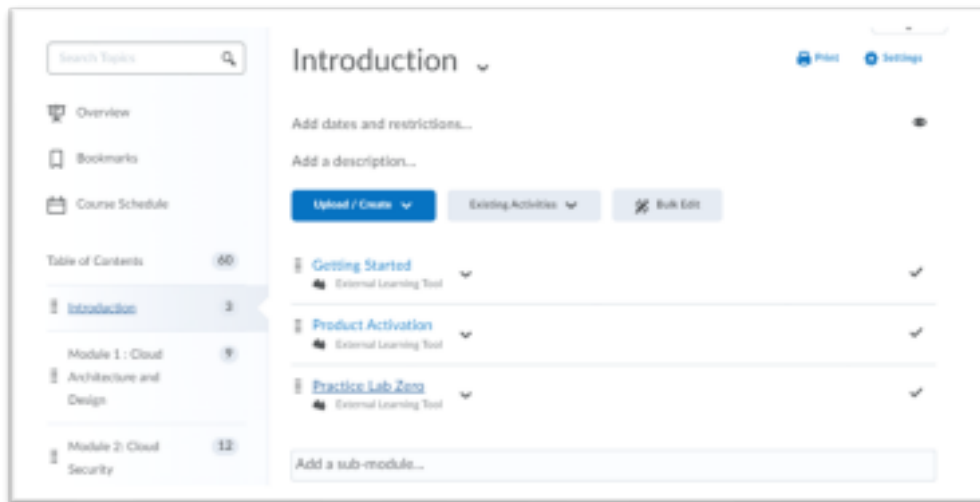 Search Topics
Overview
Bookmarks
Course Schedule
Table of Contents 60
Introduction 3
Module 1 : Cloud 9
Architecture and
Design
Module 2: Cloud 12
Security
Introduction
Print Settings
Add dates and restrictions...
Add a description...
Upload / Create Existing Activities Bulk Edit
Getting Started
External Learning Tool
Product Activation
External Learning Tool
Practice Lab Zero
External Learning Tool
Add a sub-module...